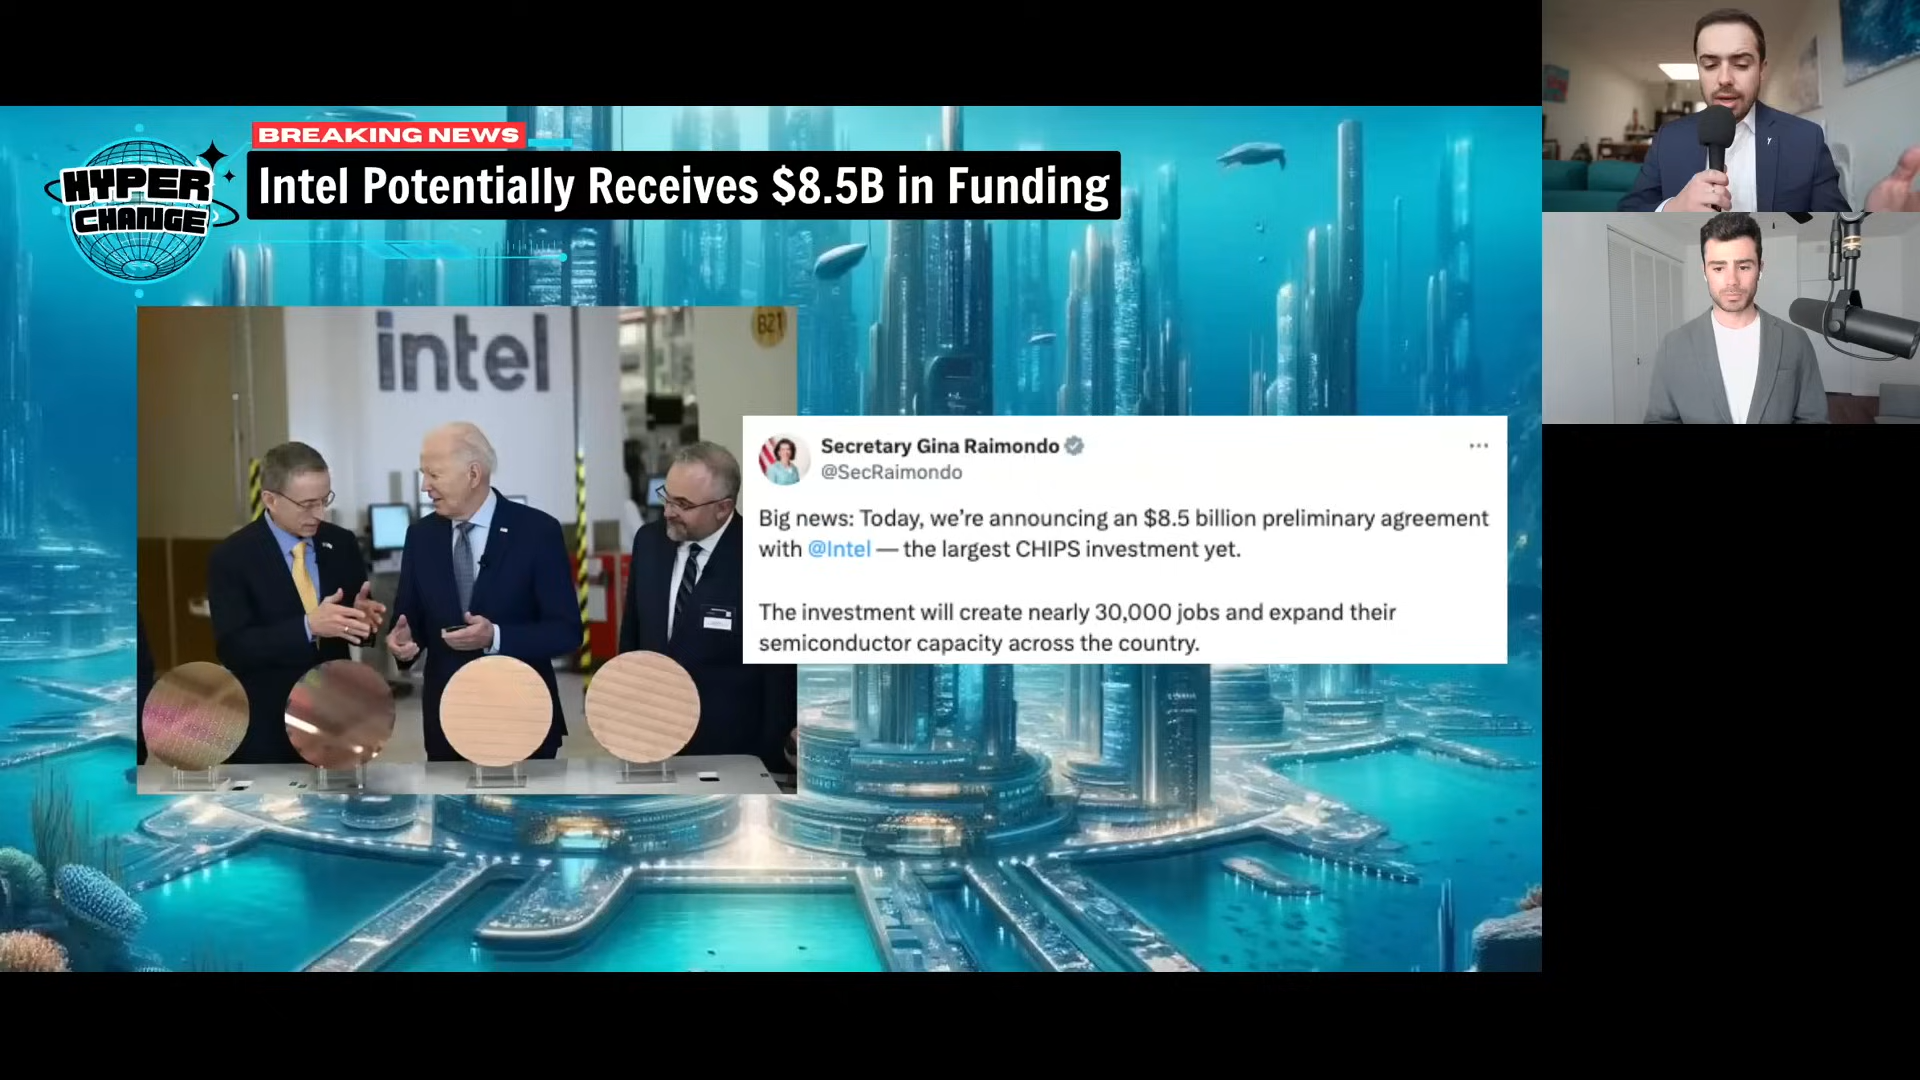 BREAKING NEWS
HYPER
CHANGE
Intel Potentially Receives $8.5B in Funding
intel
B21
Secretary Gina Raimondo
@SecRaimondo
Big news: Today, we're announcing an $8.5 billion preliminary agreement
with @Intel — the largest CHIPS investment yet.
The investment will create nearly 30,000 jobs and expand their
semiconductor capacity across the country.